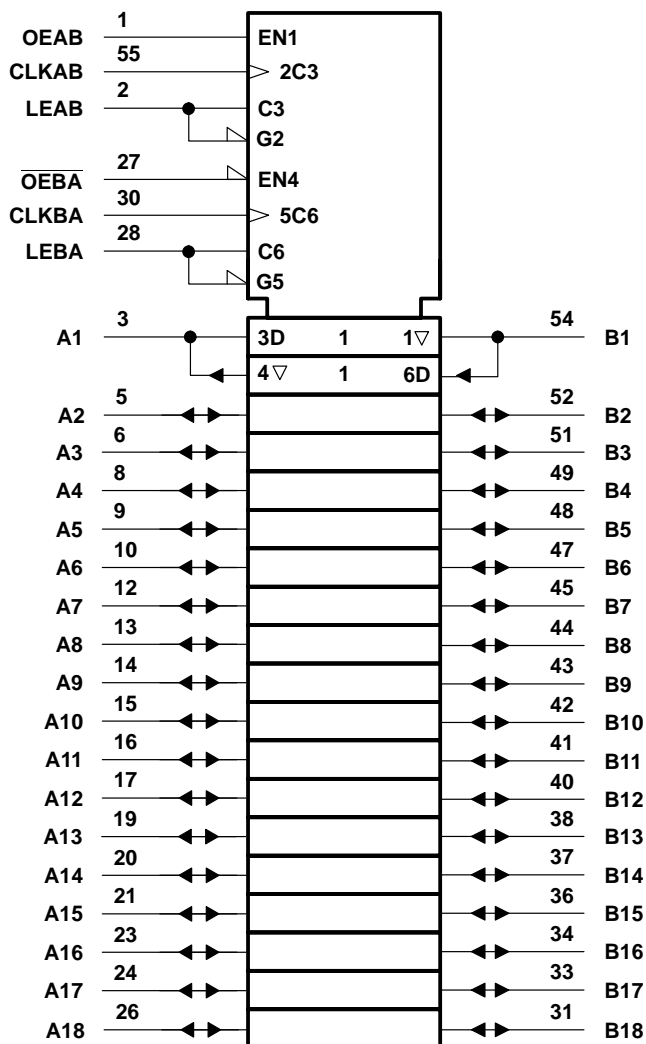 1
OEAB EN1
55
CLKAB 2C3
2
LEAB C3
G2
27
OEBA EN4
30
CLKBA 5C6
28
LEBA C6
G5
3 54
A1 3D 1 1▽ B1
4▽ 1 6D
5 52
A2 B2
6 51
A3 B3
8 49
A4 B4
9 48
A5 B5
10 47
A6 B6
12 45
A7 B7
13 44
A8 B8
14 43
A9 B9
15 42
A10 B10
16 41
A11 B11
17 40
A12 B12
19 38
A13 B13
20 37
A14 B14
21 36
A15 B15
23 34
A16 B16
24 33
A17 B17
26 31
A18 B18